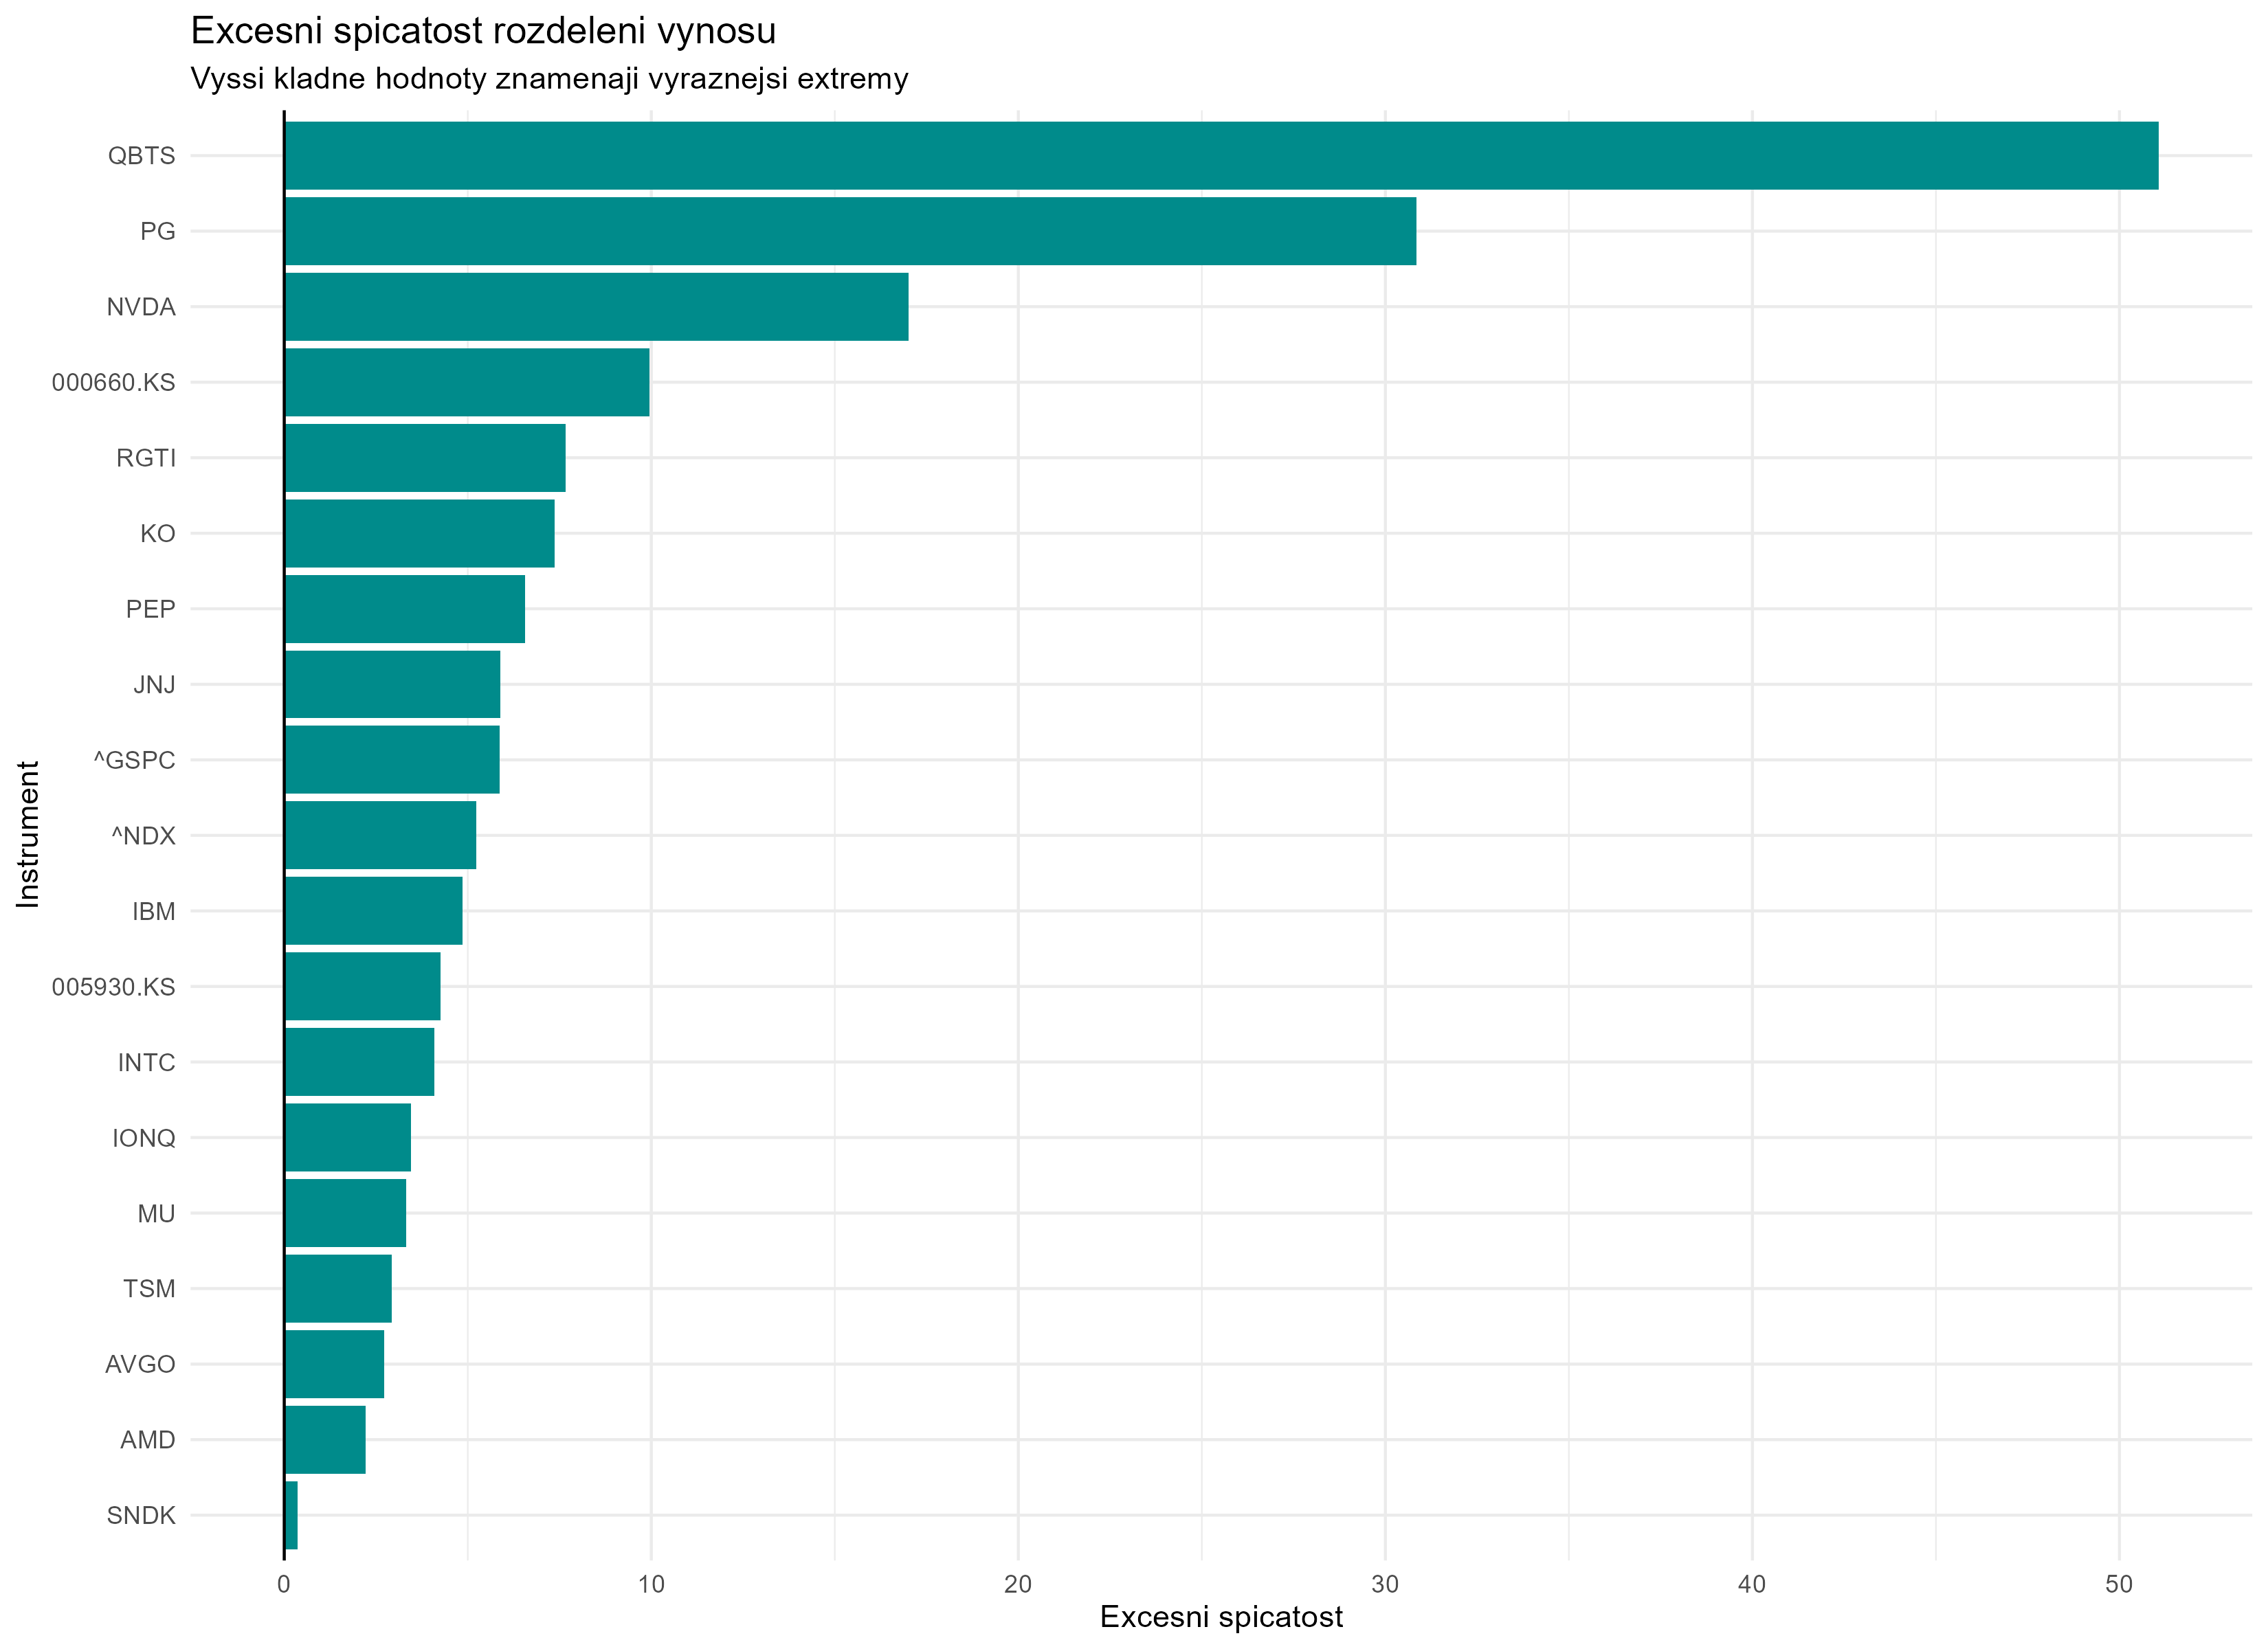 Excesni spicatost rozdeleni vynosu
Vyssi kladne hodnoty znamenaji vyraznejsi extremy
QBTS
PG
NVDA
000660.KS
RGTI
KO
PEP
JNJ
^GSPC
^NDX
IBM
005930.KS
INTC
IONQ
MU
TSM
AVGO
AMD
SNDK
Instrument
0 10 20 30 40 50
Excesni spicatost